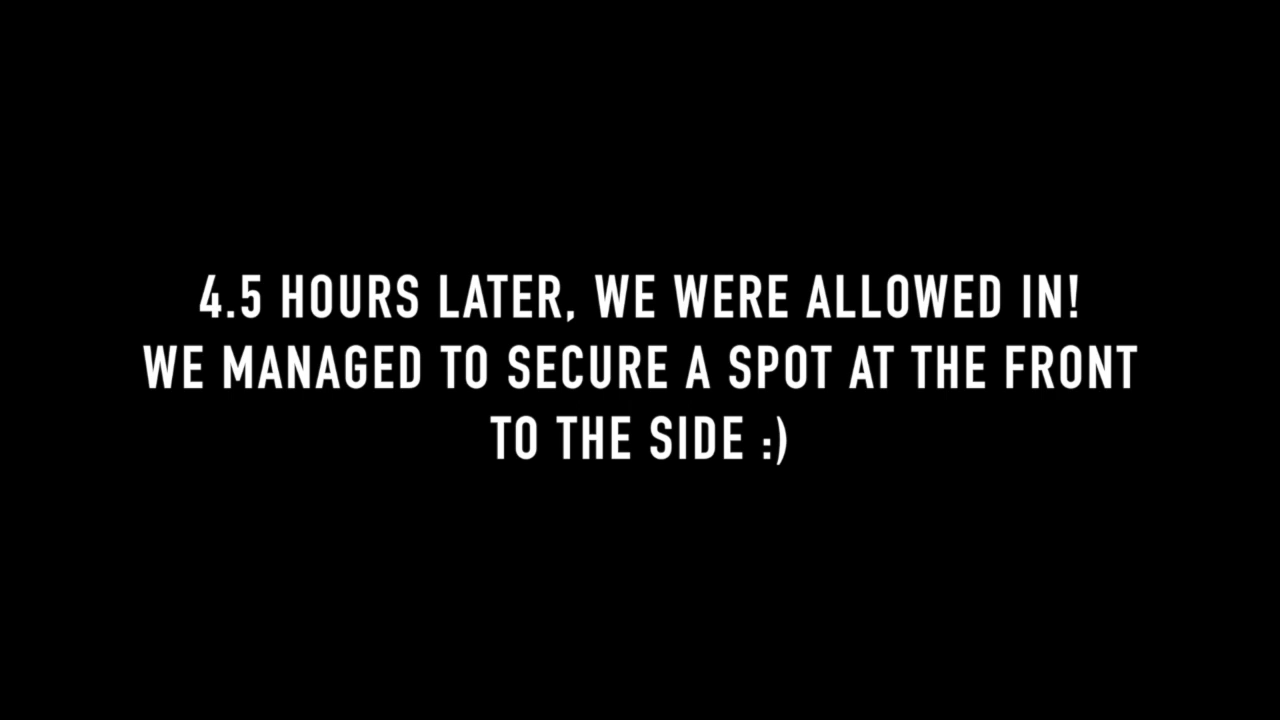 4.5 HOURS LATER, WE WERE ALLOWED IN!
WE MANAGED TO SECURE A SPOT AT THE FRONT
TO THE SIDE :)